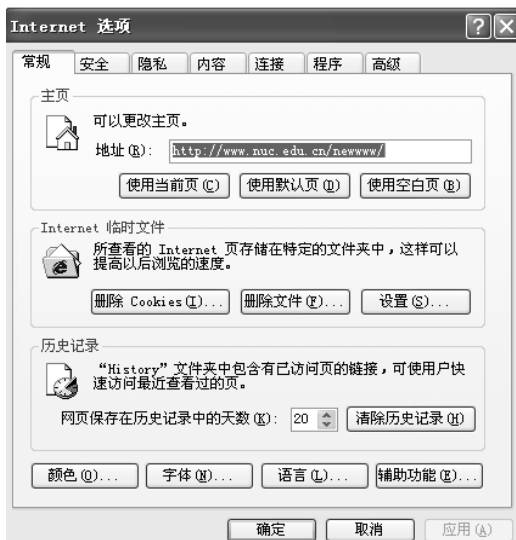 Internet 选项
常规 安全 隐私 内容 连接 程序 高级
主页
可以更改主页。
地址(R): http://www.nuc.edu.cn/newwww/
使用当前页(C) 使用默认页(D) 使用空白页(B)
Internet 临时文件
所查看的 Internet 页存储在特定的文件夹中，这样可以
提高以后浏览的速度。
删除 Cookies(I)... 删除文件(F)... 设置(S)...
历史记录
“History”文件夹中包含有已访问页的链接，可使用户快
速访问最近查看过的页。
网页保存在历史记录中的天数(K): 20 清除历史记录(H)
颜色(O)... 字体(N)... 语言(L)... 辅助功能(E)...
确定 取消 应用(A)